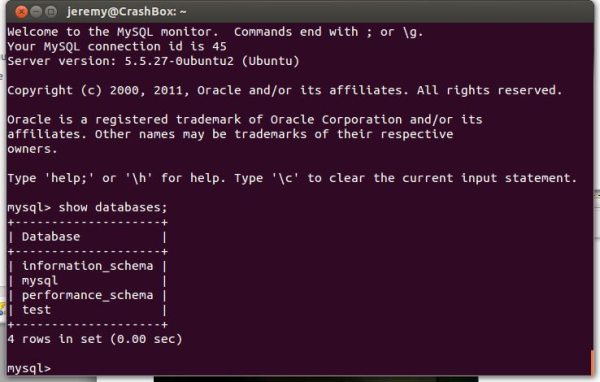 jeremy@CrashBox: ~
Welcome to the MySQL monitor.  Commands end with ; or \g.
Your MySQL connection id is 45
Server version: 5.5.27-0ubuntu2 (Ubuntu)
Copyright (c) 2000, 2011, Oracle and/or its affiliates. All rights reserved.
Oracle is a registered trademark of Oracle Corporation and/or its
affiliates. Other names may be trademarks of their respective
owners.
Type 'help;' or '\h' for help. Type '\c' to clear the current input statement.
mysql> show databases;
+--------------------+
| Database           |
+--------------------+
| information_schema |
| mysql              |
| performance_schema |
| test               |
+--------------------+
4 rows in set (0.00 sec)
mysql>